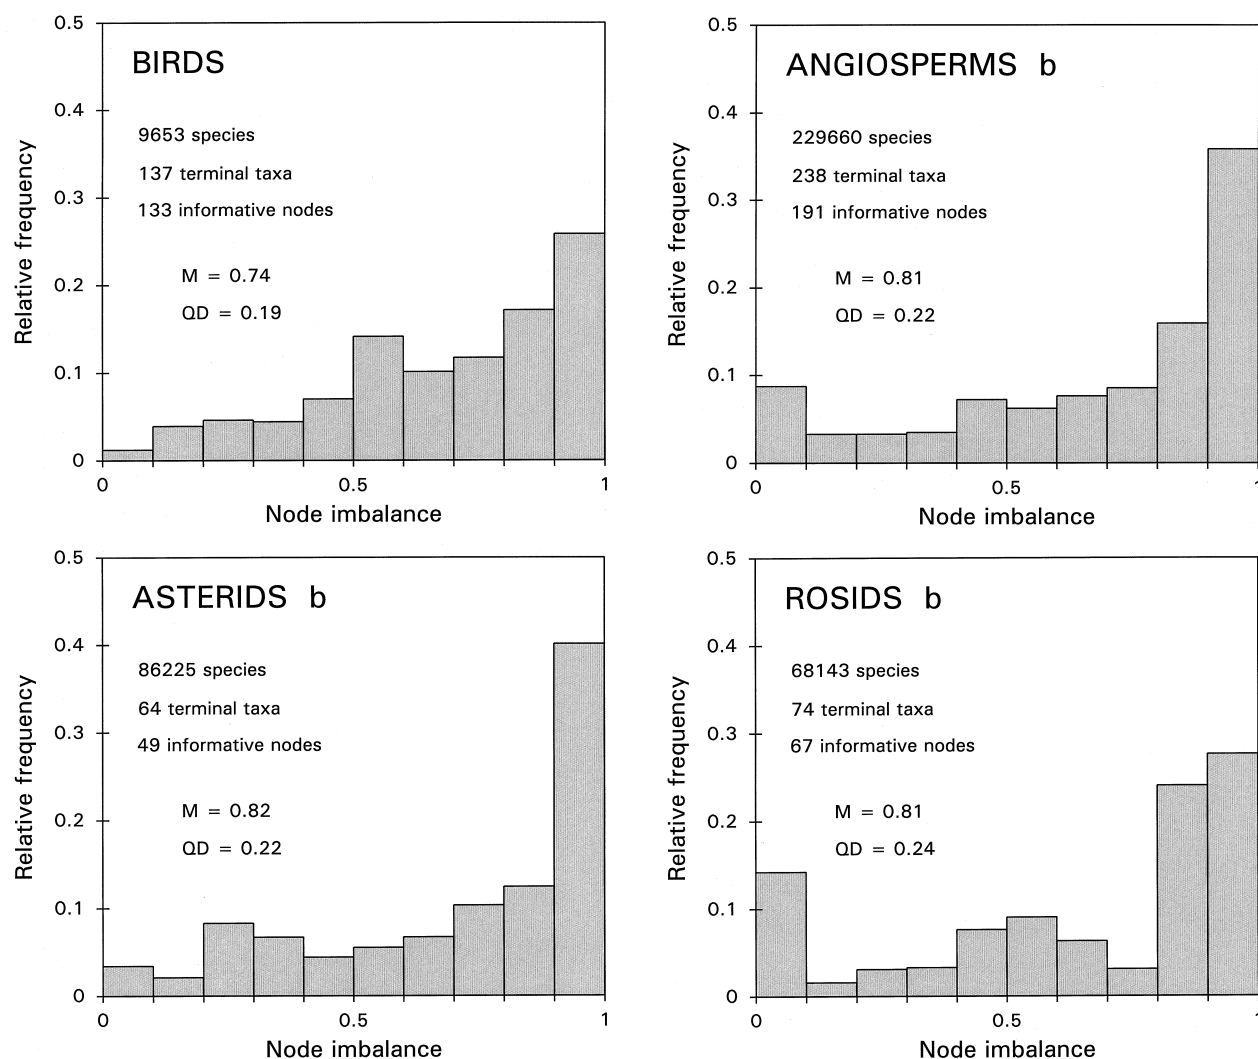 BIRDS
9653 species
137 terminal taxa
133 informative nodes
M = 0.74
QD = 0.19
Relative frequency
0.5
0.4
0.3
0.2
0.1
0
0 0.5 1
Node imbalance
ANGIOSPERMS b
229660 species
238 terminal taxa
191 informative nodes
M = 0.81
QD = 0.22
Relative frequency
0.5
0.4
0.3
0.2
0.1
0
0 0.5 1
Node imbalance
ASTERIDS b
86225 species
64 terminal taxa
49 informative nodes
M = 0.82
QD = 0.22
Relative frequency
0.5
0.4
0.3
0.2
0.1
0
0 0.5 1
Node imbalance
ROSIDS b
68143 species
74 terminal taxa
67 informative nodes
M = 0.81
QD = 0.24
Relative frequency
0.5
0.4
0.3
0.2
0.1
0
0 0.5 1
Node imbalance